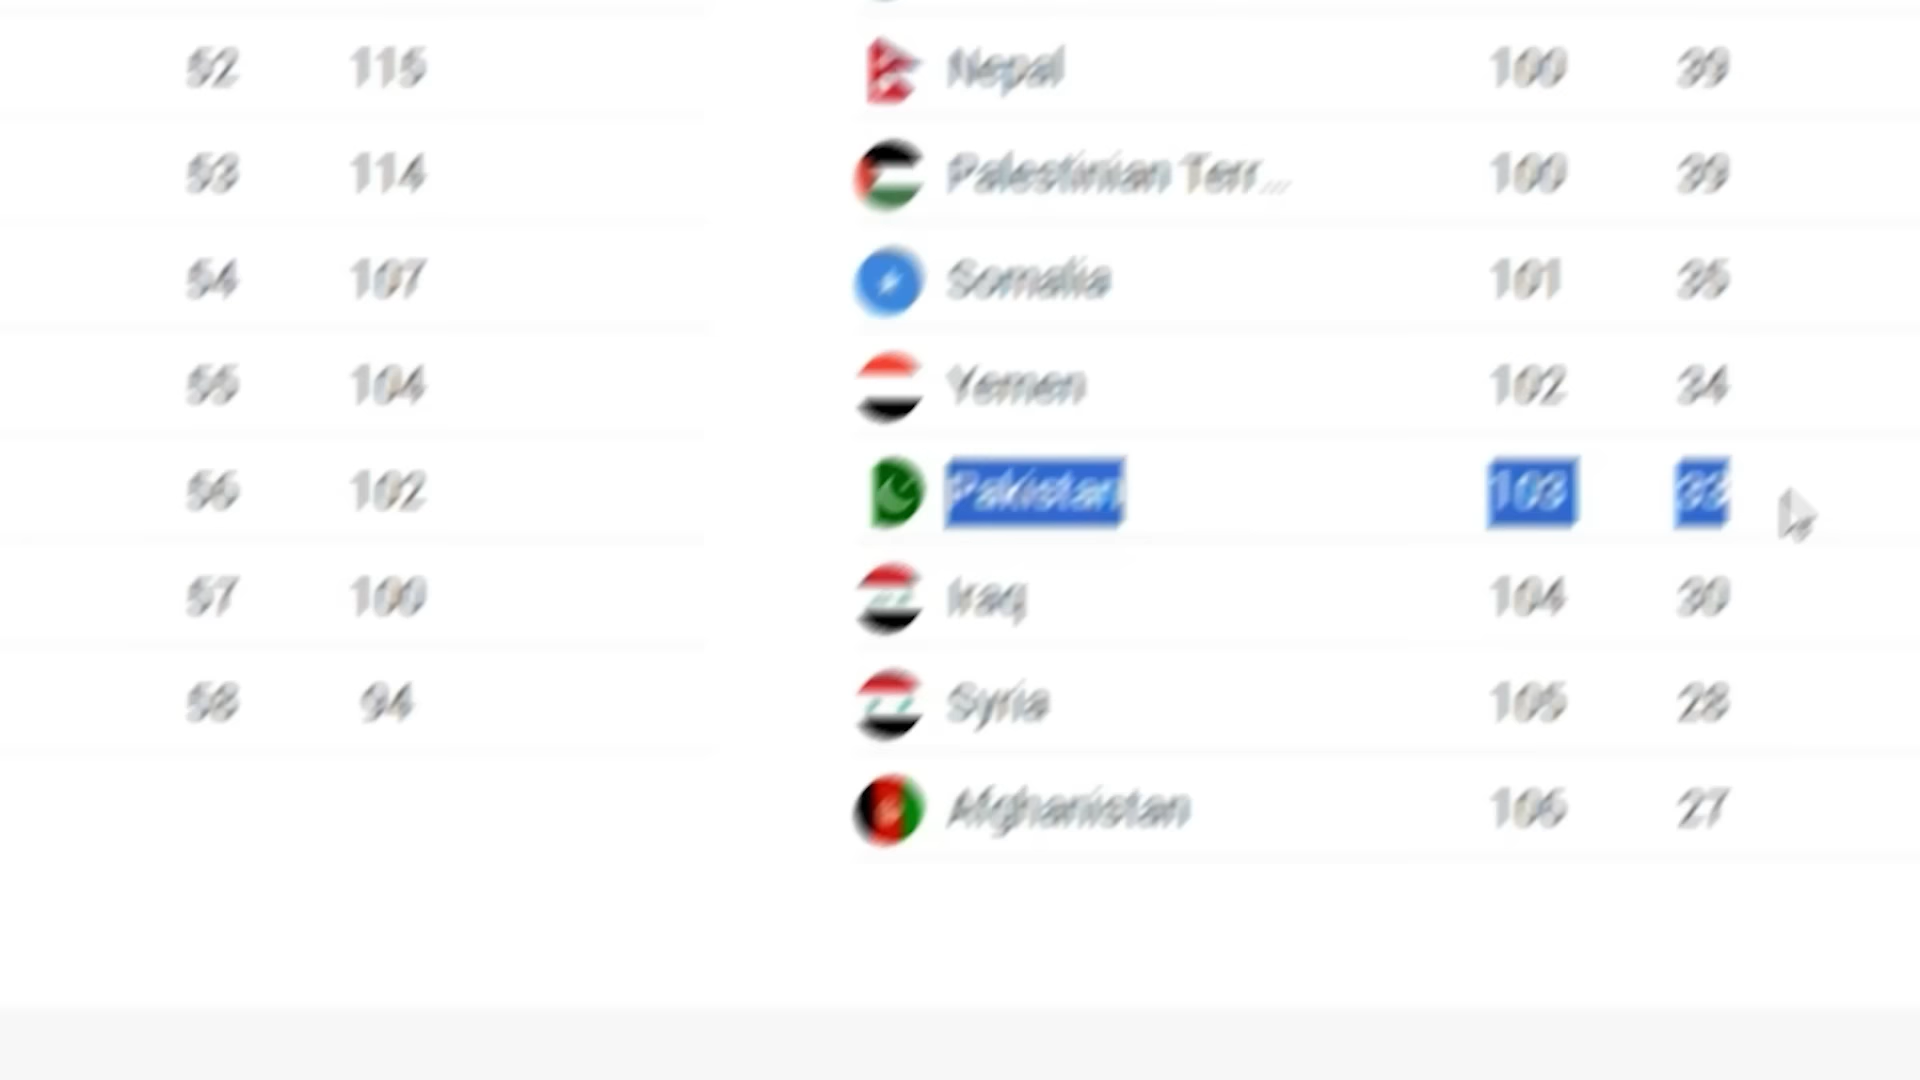 52 115 Nepal 100 39
53 114 Palestinian Terr... 100 39
54 107 Somalia 101 35
55 104 Yemen 102 34
56 102 Pakistan 103 33
57 100 Iraq 104 30
58 94 Syria 105 28
Afghanistan 106 27